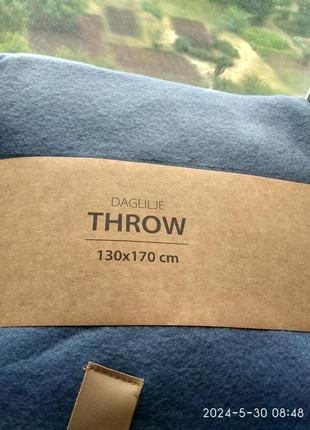 DAGLILJE
THROW
130x170 cm
2024-5-30 08:48